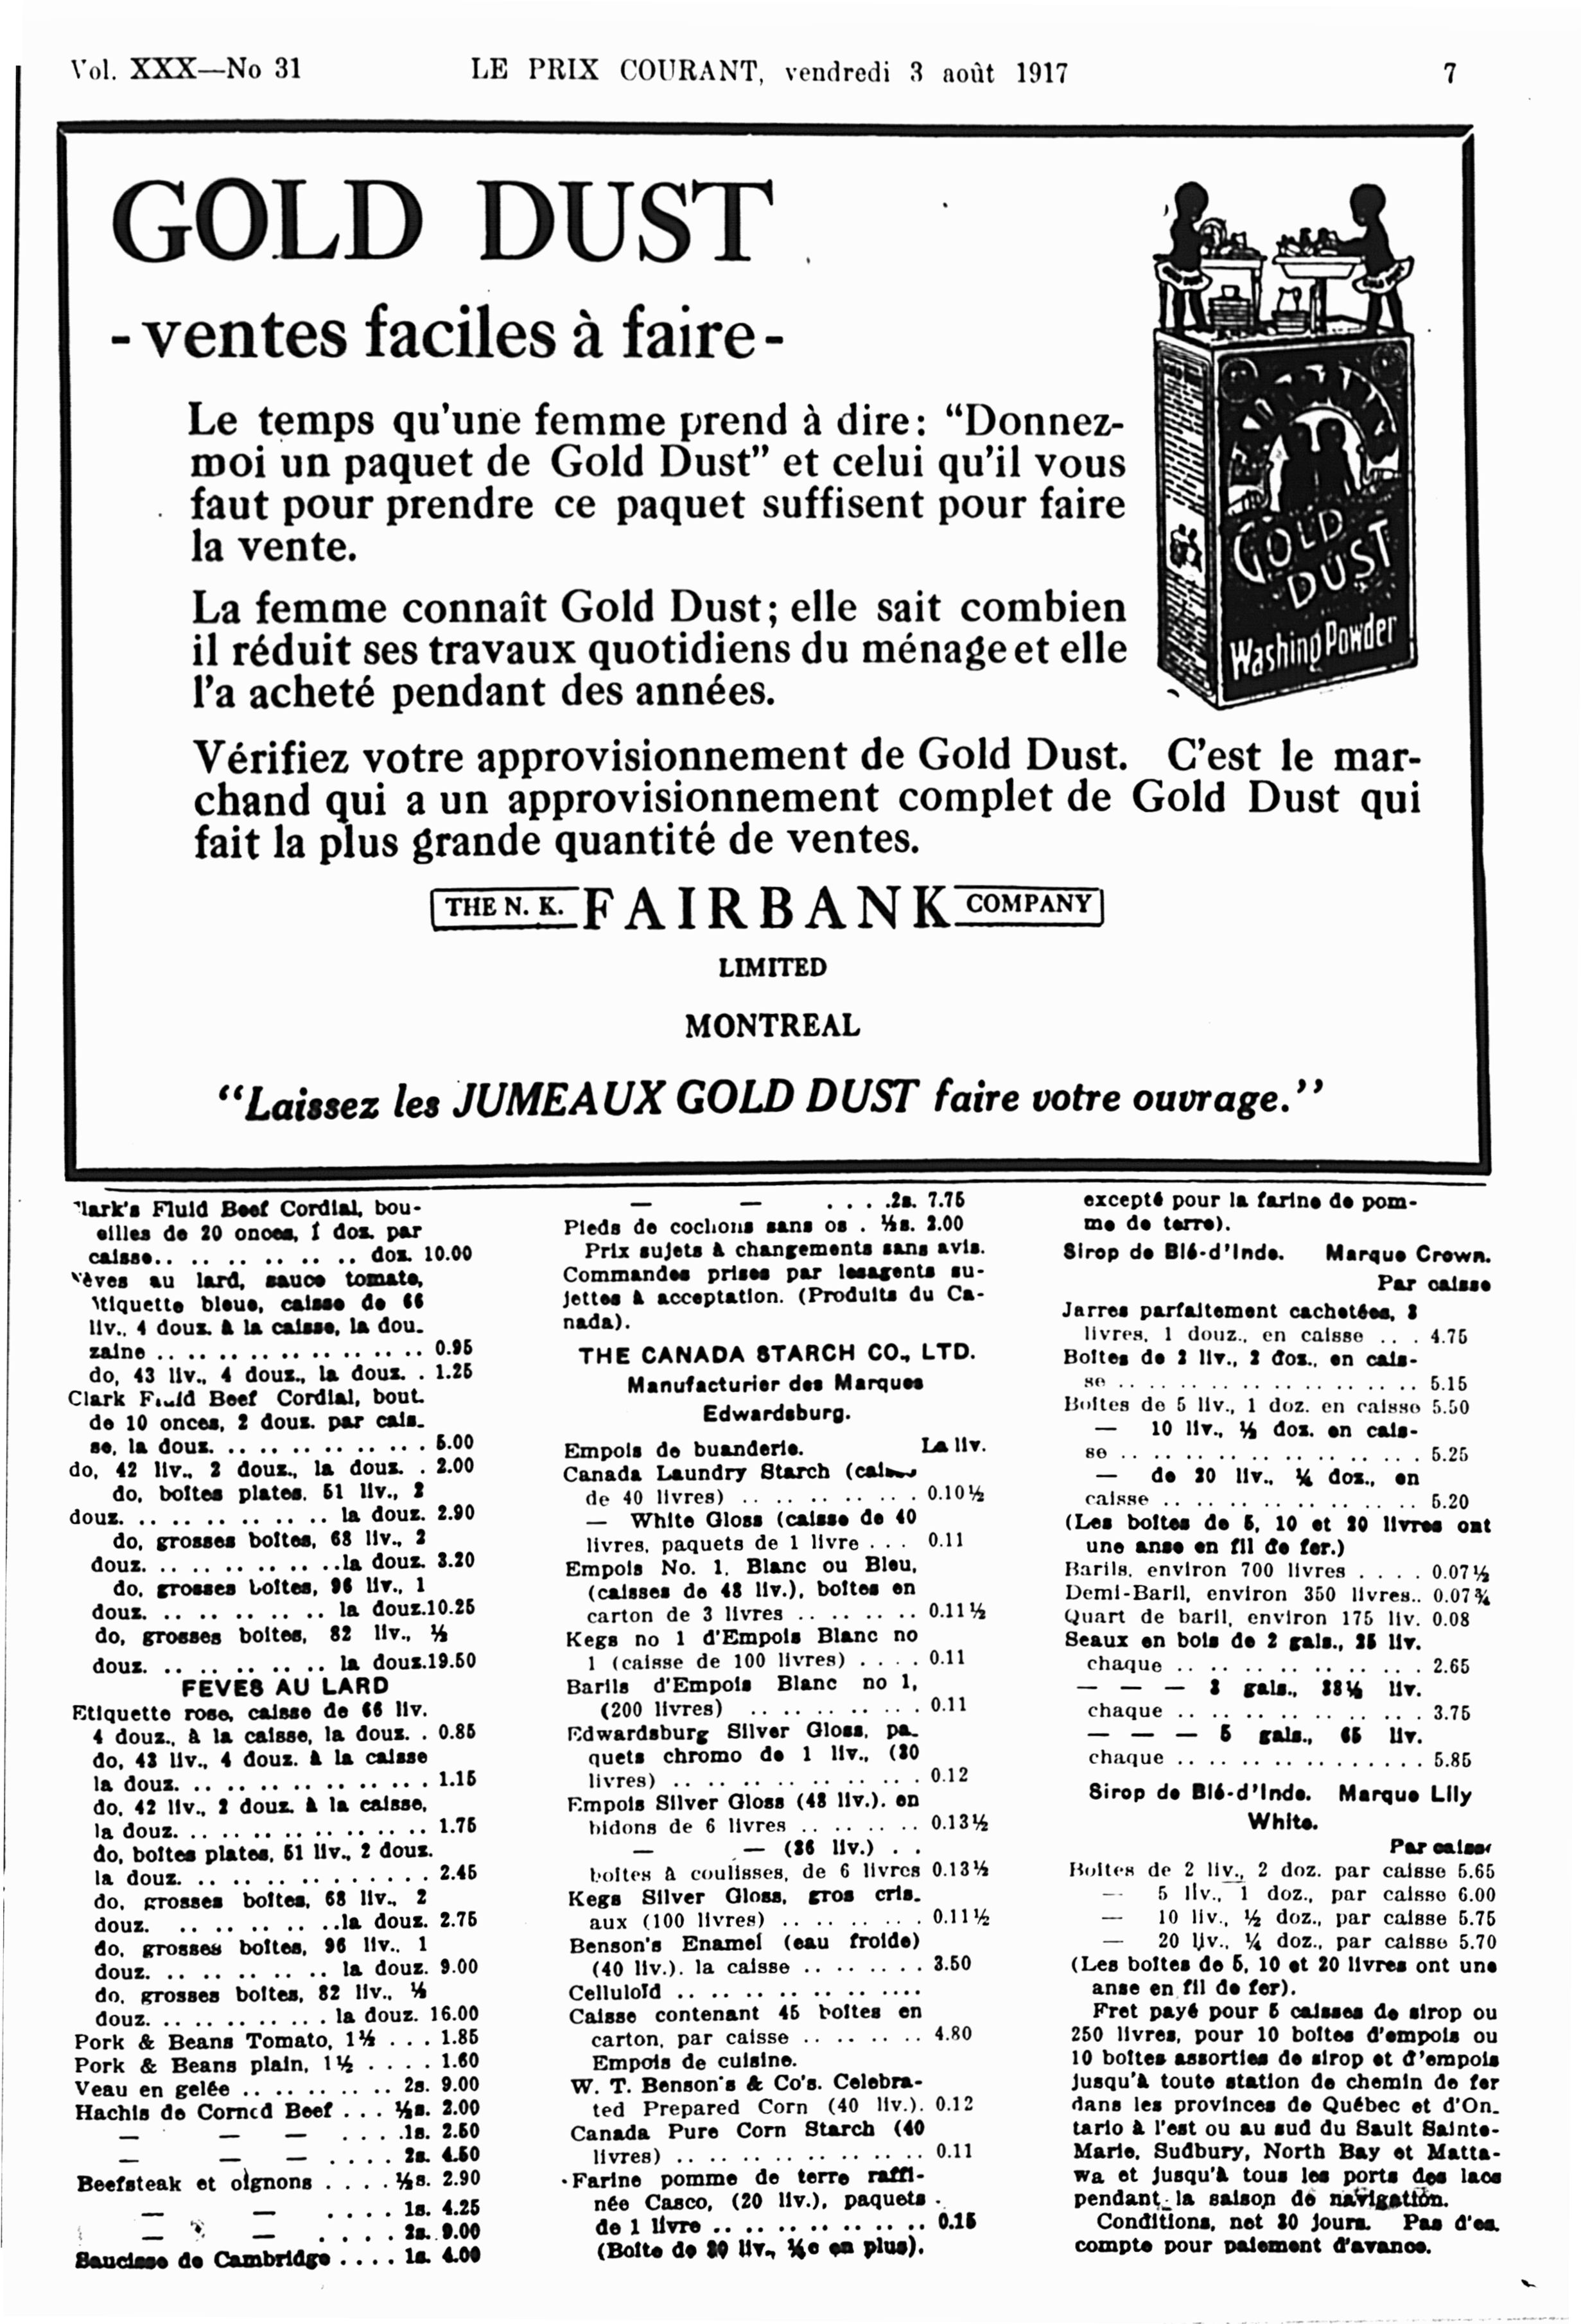 Vol. XXX—No 31
LE PRIX COURANT, vendredi 3 août 1917
7
GOLD DUST
- ventes faciles à faire -
Le temps qu'une femme prend à dire: "Donnez-
moi un paquet de Gold Dust" et celui qu'il vous
faut pour prendre ce paquet suffisent pour faire
la vente.
La femme connaît Gold Dust; elle sait combien
il réduit ses travaux quotidiens du ménage et elle
l'a acheté pendant des années.
Vérifiez votre approvisionnement de Gold Dust. C'est le mar-
chand qui a un approvisionnement complet de Gold Dust qui
fait la plus grande quantité de ventes.
GOLD
DUST
Washing Powder
THE N. K. FAIRBANK COMPANY
LIMITED
MONTREAL
"Laissez les JUMEAUX GOLD DUST faire votre ouvrage."
lark's Fluid Beef Cordial, bou-
eilles de 20 onces, 1 doz. par
caisse.. .. .. .. .. .. .. doz. 10.00
èves au lard, sauce tomate,
tiquette bleue, caisse de 66
liv., 4 douz. à la caisse, la dou-
zaine .. .. .. .. .. .. .. .. 0.95
do, 43 liv., 4 douz., la douz. . 1.25
Clark Fluid Beef Cordial, bout.
de 10 onces, 2 douz. par cais-
se, la douz. .. .. .. .. .. .. 5.00
do, 42 liv., 2 douz., la douz. . 2.00
do, boîtes plates, 51 liv., 2
douz. .. .. .. .. .. .. la douz. 2.90
do, grosses boîtes, 68 liv., 2
douz. .. .. .. .. .. .. la douz. 3.20
do, grosses boîtes, 96 liv., 1
douz. .. .. .. .. .. la douz. 10.25
do, grosses boîtes, 82 liv., ½
douz. .. .. .. .. .. la douz. 19.50
FEVES AU LARD
Etiquette rose, caisse de 66 liv.
4 douz., à la caisse, la douz. . 0.85
do, 43 liv., 4 douz. à la caisse
la douz. .. .. .. .. .. .. .. 1.15
do, 42 liv., 2 douz. à la caisse,
la douz. .. .. .. .. .. .. .. 1.75
do, boîtes plates, 51 liv., 2 douz.
la douz. .. .. .. .. .. .. .. 2.45
do, grosses boîtes, 68 liv., 2
douz. .. .. .. .. .. la douz. 2.75
do, grosses boîtes, 96 liv., 1
douz. .. .. .. .. .. la douz. 9.00
do, grosses boîtes, 82 liv., ½
douz. .. .. .. .. .. la douz. 16.00
Pork & Beans Tomato, 1½ . . . 1.85
Pork & Beans plain, 1½ . . . . 1.60
Veau en gelée .. .. .. .. .. 2s. 9.00
Hachis de Corned Beef . . . ½s. 2.00
— — — . . . .1s. 2.50
— — — . . . . 2s. 4.50
Beefsteak et oignons . . . . ½s. 2.90
— — . . . . 1s. 4.25
— — . . . . 2s. 9.00
Saucisse de Cambridge . . . . 1s. 4.00
— — . . . .2s. 7.75
Pieds de cochons sans os . ½s. 2.00
Prix sujets à changements sans avis.
Commandes prises par lesagents su-
jettes à acceptation. (Produits du Ca-
nada).
THE CANADA STARCH CO., LTD.
Manufacturier des Marques
Edwardsburg.
Empois de buanderie. La liv.
Canada Laundry Starch
de 40 livres) .. .. .. .. .. . 0.10½
— White Gloss (caisse de 40
livres, paquets de 1 livre . . . 0.11
Empois No. 1. Blanc ou Bleu,
(caisses de 48 liv.), boîtes en
carton de 3 livres .. .. .. .. 0.11½
Kegs no 1 d'Empois Blanc no
1 (caisse de 100 livres) . . . . 0.11
Barils d'Empois Blanc no 1,
(200 livres) .. .. .. .. .. . 0.11
Edwardsburg Silver Gloss, pa-
quets chromo de 1 liv., (30
livres) .. .. .. .. .. .. .. 0.12
Empois Silver Gloss (48 liv.), en
bidons de 6 livres .. .. .. .. 0.13½
— — (36 liv.) . .
boîtes à coulisses, de 6 livres 0.13½
Kegs Silver Gloss, gros cris-
aux (100 livres) .. .. .. .. . 0.11½
Benson's Enamel (eau froide)
(40 liv.). la caisse .. .. .. .. 3.50
Celluloïd .. .. .. .. .. .. ....
Caisse contenant 45 boîtes en
carton, par caisse .. .. .. .. 4.80
Empois de cuisine.
W. T. Benson's & Co's. Celebra-
ted Prepared Corn (40 liv.). 0.12
Canada Pure Corn Starch (40
livres) .. .. .. .. .. .. .. 0.11
Farine pomme de terre raffi-
née Casco, (20 liv.), paquets
de 1 livre .. .. .. .. .. .. 0.15
(Boîte de 20 liv., ¼c en plus).
excepté pour la farine de pom-
me de terre).
Sirop de Blé-d'Inde. Marque Crown.
Par caisse
Jarres parfaitement cachetées, 3
livres, 1 douz., en caisse .. . 4.75
Boîtes de 2 liv., 2 doz., en cais-
se .. .. .. .. .. .. .. .. .. 5.15
Boîtes de 5 liv., 1 doz. en caisse 5.50
— 10 liv., ½ doz. en cais-
se .. .. .. .. .. .. .. .. .. 5.25
— de 20 liv., ¼ doz., en
caisse .. .. .. .. .. .. .. .. 5.20
(Les boîtes de 5, 10 et 20 livres ont
une anse en fil de fer.)
Barils, environ 700 livres . . . . 0.07½
Demi-Baril, environ 350 livres.. 0.07¾
Quart de baril, environ 175 liv. 0.08
Seaux en bois de 2 gals., 25 liv.
chaque .. .. .. .. .. .. .. . 2.65
— — — 3 gals., 38½ liv.
chaque .. .. .. .. .. .. .. . 3.75
— — — 5 gals., 65 liv.
chaque .. .. .. .. .. .. .. .. 5.85
Sirop de Blé-d'Inde. Marque Lily
White.
Par
Boîtes de 2 liv., 2 doz. par caisse 5.65
— 5 liv., 1 doz., par caisse 6.00
— 10 liv., ½ doz., par caisse 5.75
— 20 liv., ¼ doz., par caisse 5.70
(Les boîtes de 5, 10 et 20 livres ont une
anse en fil de fer).
Fret payé pour 5 caisses de sirop ou
250 livres, pour 10 boîtes d'empois ou
10 boîtes assorties de sirop et d'empois
jusqu'à toute station de chemin de fer
dans les provinces de Québec et d'On-
tario à l'est ou au sud du Sault Sainte-
Marie, Sudbury, North Bay et Matta-
wa et jusqu'à tous les ports des lacs
pendant la saison de navigation.
Conditions, net 30 jours. Pas d'es-
compte pour paiement d'avance.